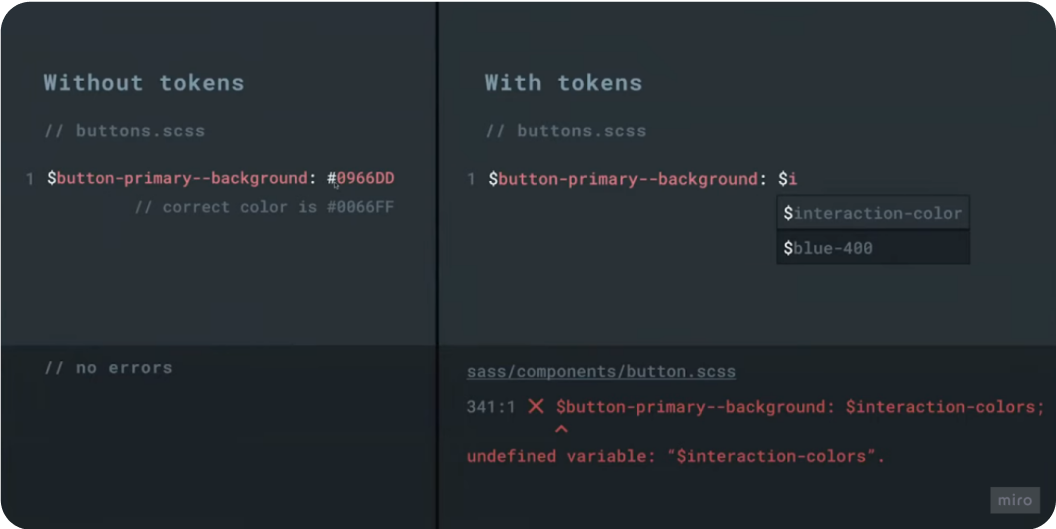 Without tokens
// buttons.scss
1 $button-primary--background: #0966DD
// correct color is #0066FF
// no errors
With tokens
// buttons.scss
1 $button-primary--background: $i
$interaction-color
$blue-400
sass/components/button.scss
341:1 ✕ $button-primary--background: $interaction-colors;
^
undefined variable: "$interaction-colors".
miro